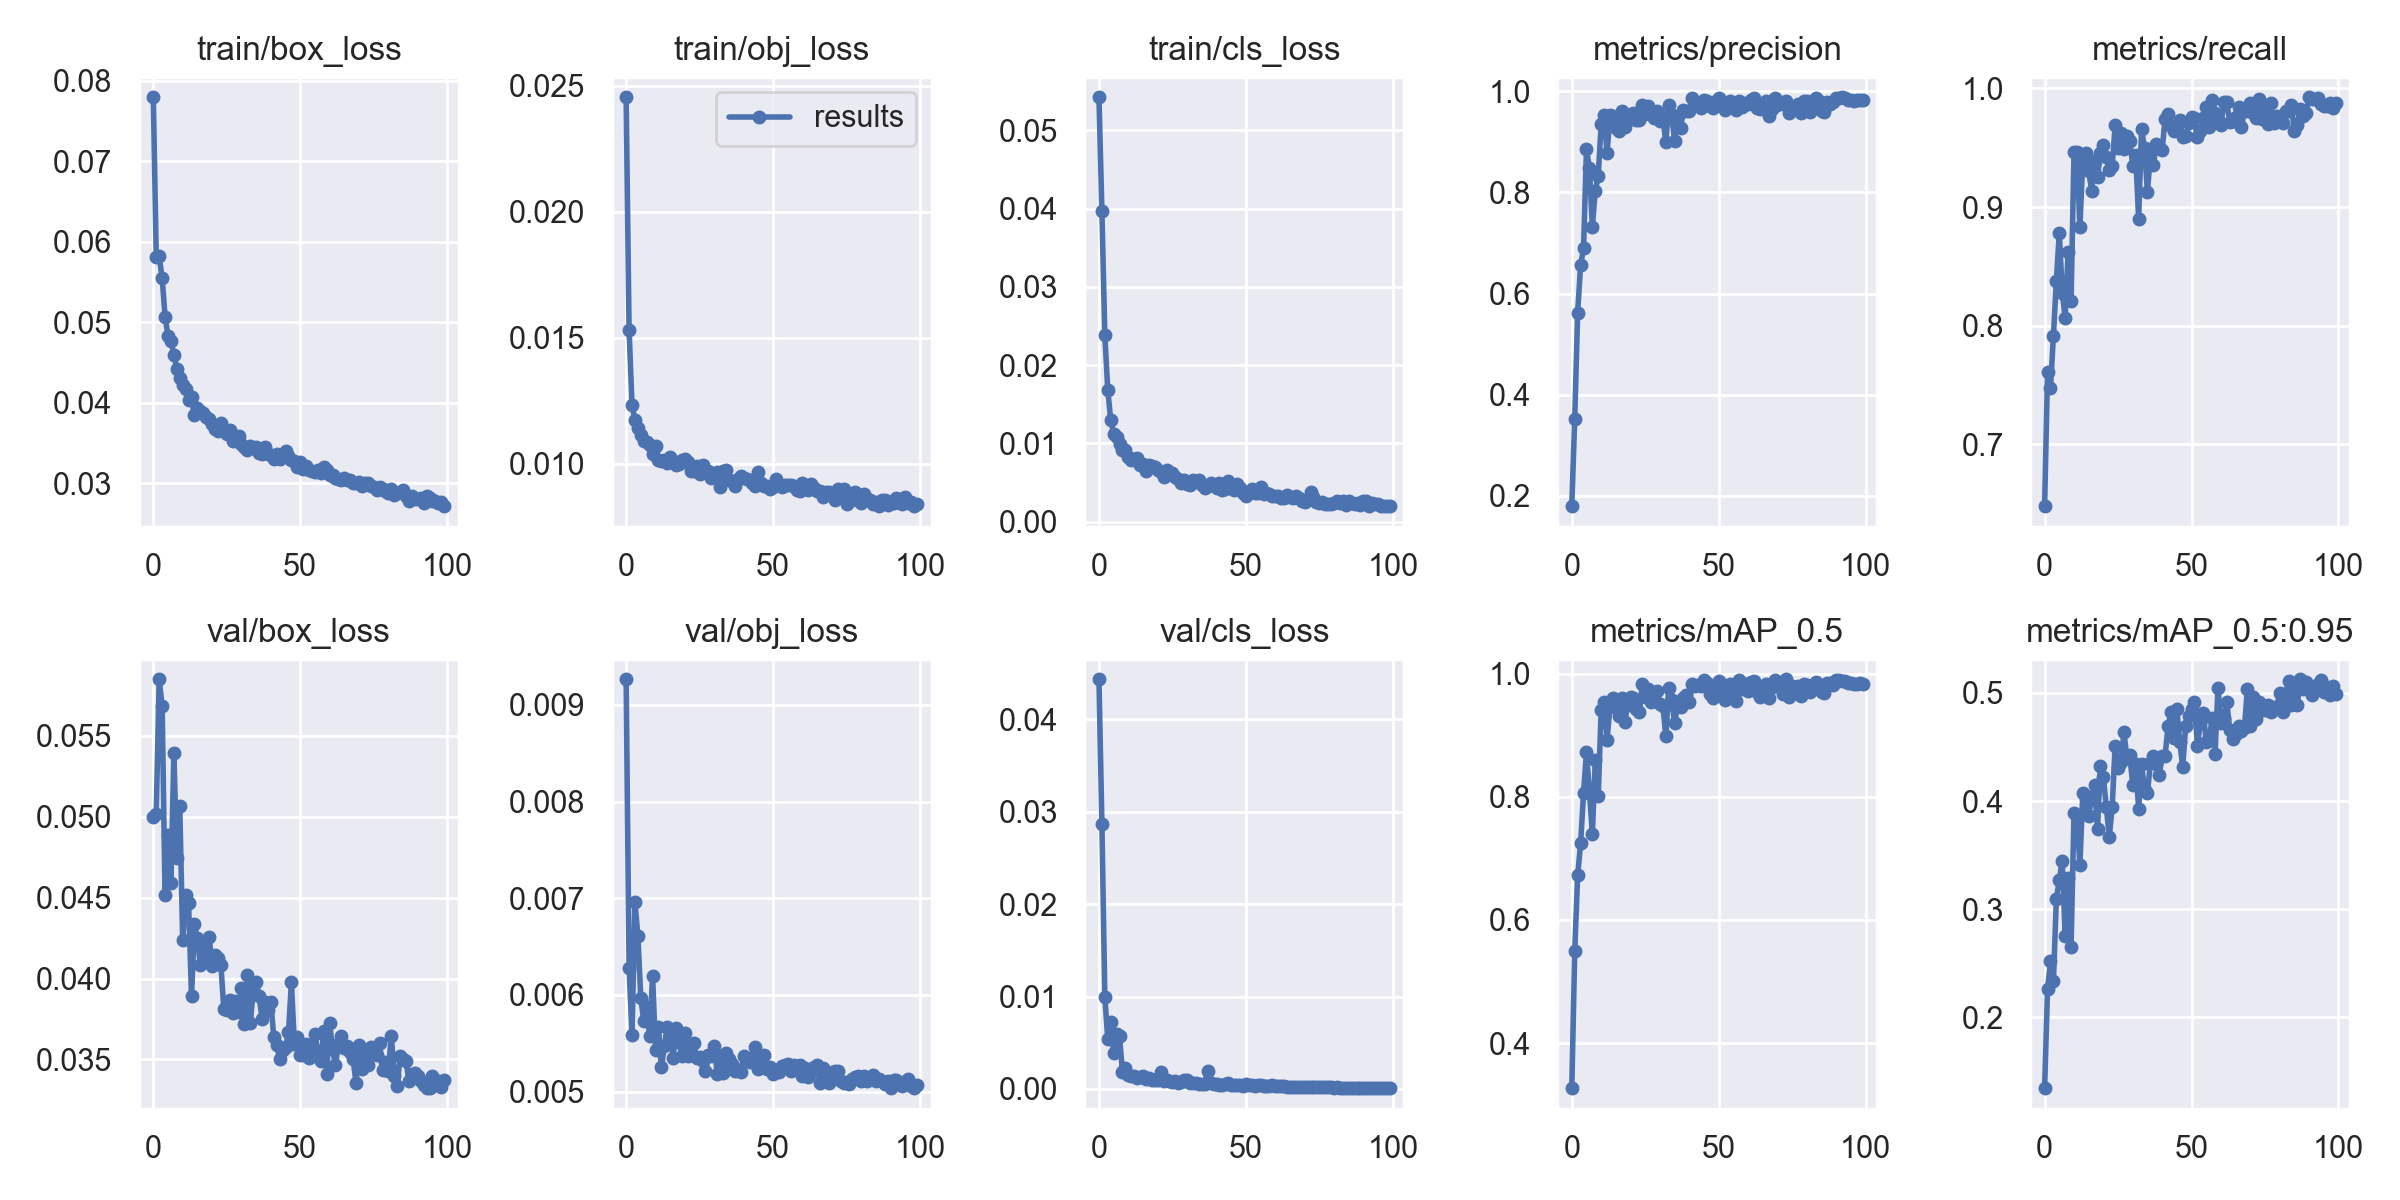 train/box_loss
train/obj_loss
train/cls_loss
metrics/precision
metrics/recall
0.08
0.07
0.06
0.05
0.04
0.03
0 50 100
0.025
0.020
0.015
0.010
results
0 50 100
0.05
0.04
0.03
0.02
0.01
0.00
0 50 100
1.0
0.8
0.6
0.4
0.2
0 50 100
1.0
0.9
0.8
0.7
0 50 100
val/box_loss
val/obj_loss
val/cls_loss
metrics/mAP_0.5
metrics/mAP_0.5:0.95
0.055
0.050
0.045
0.040
0.035
0 50 100
0.009
0.008
0.007
0.006
0.005
0 50 100
0.04
0.03
0.02
0.01
0.00
0 50 100
1.0
0.8
0.6
0.4
0 50 100
0.5
0.4
0.3
0.2
0 50 100